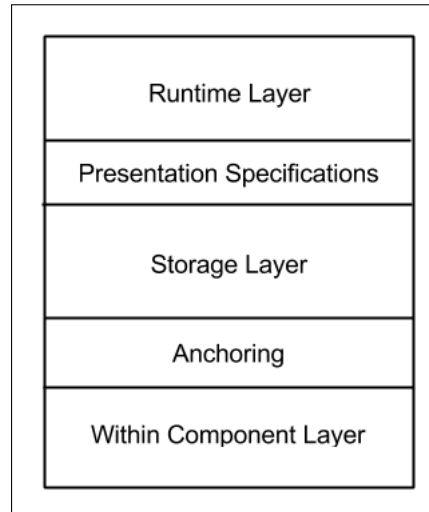 Runtime Layer
Presentation Specifications
Storage Layer
Anchoring
Within Component Layer